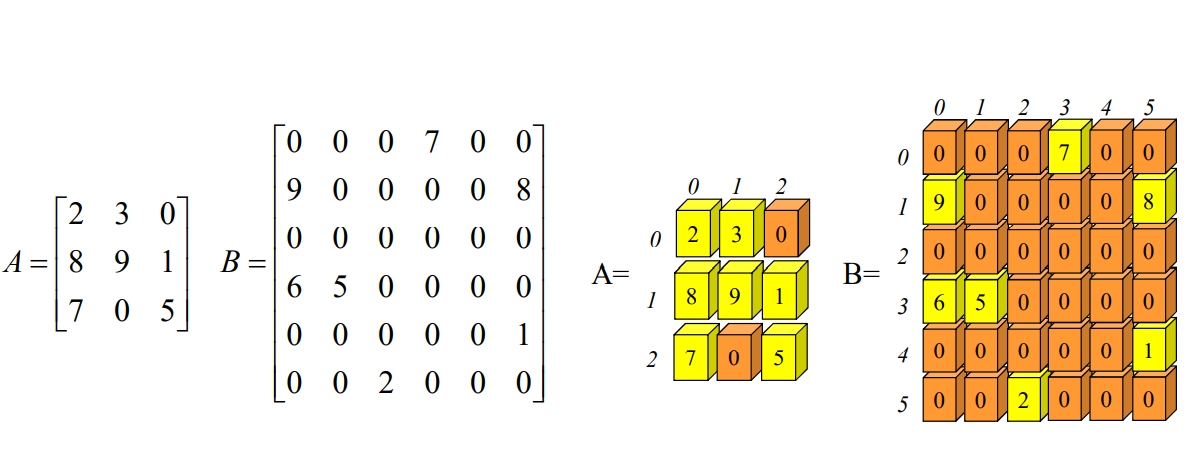 A = [2 3 0
8 9 1
7 0 5]
B = [0 0 0 7 0 0
9 0 0 0 0 8
0 0 0 0 0 0
6 5 0 0 0 0
0 0 0 0 0 1
0 0 2 0 0 0]
A=
0 1 2
0 2 3 0
1 8 9 1
2 7 0 5
B=
0 1 2 3 4 5
0 0 0 0 7 0 0
1 9 0 0 0 0 8
2 0 0 0 0 0 0
3 6 5 0 0 0 0
4 0 0 0 0 0 1
5 0 0 2 0 0 0